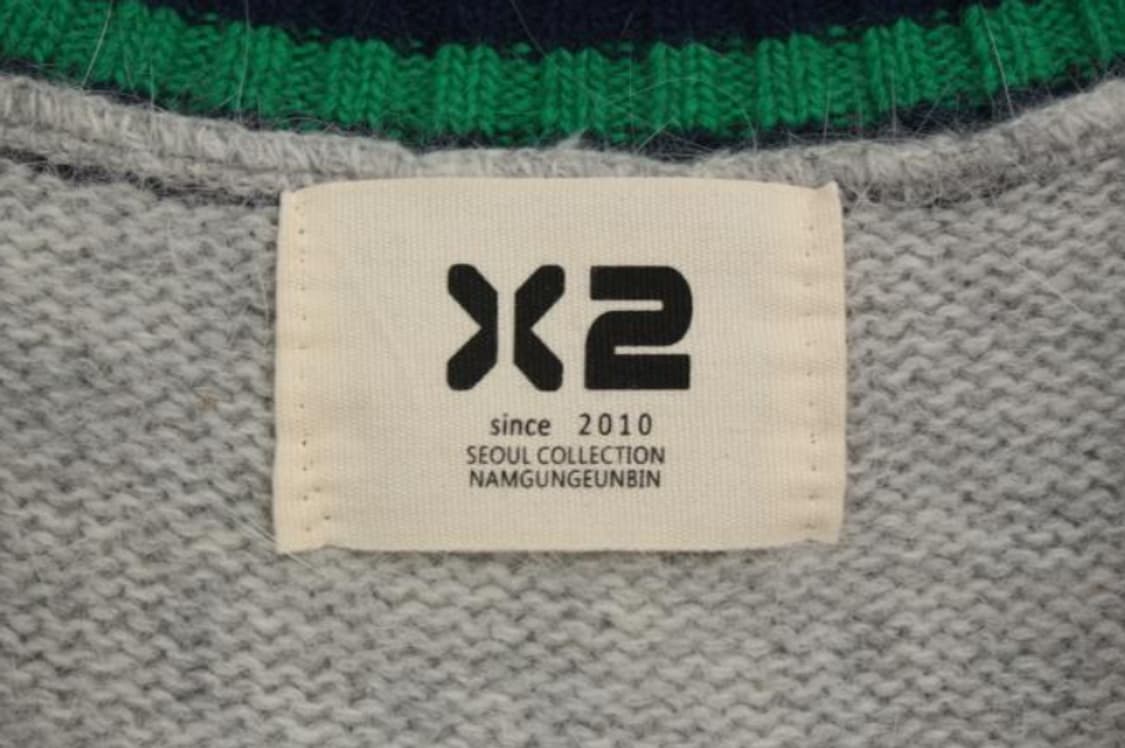 X2
since 2010
SEOUL COLLECTION
NAMGUNGEUNBIN